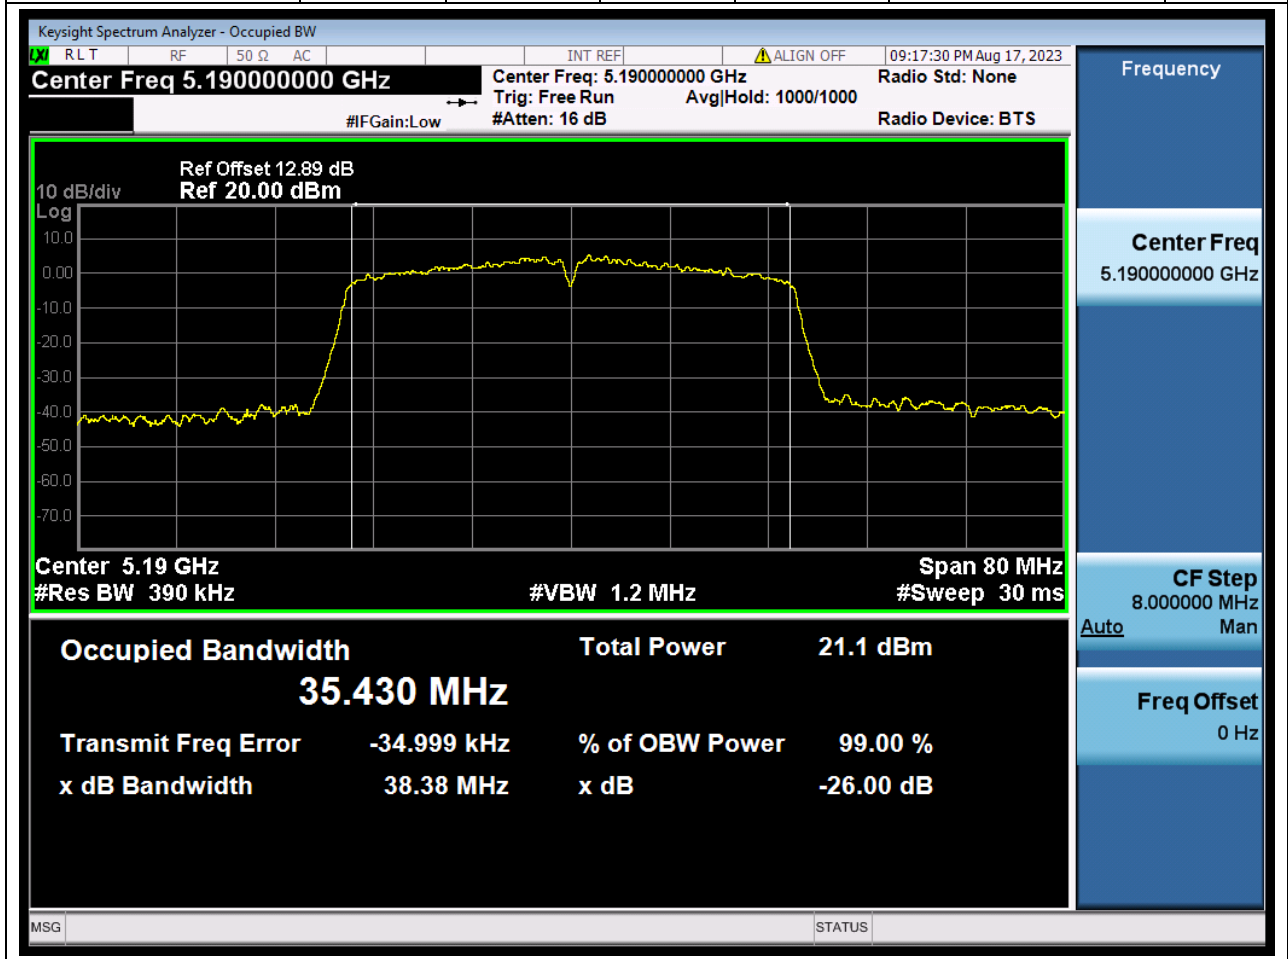 Keysight Spectrum Analyzer - Occupied BW
LXI RLT RF 50 Ω AC INT REF ALIGN OFF 09:17:30 PM Aug 17, 2023
Center Freq 5.190000000 GHz
Center Freq: 5.190000000 GHz
Radio Std: None
Trig: Free Run Avg|Hold: 1000/1000
#IFGain:Low
#Atten: 16 dB
Radio Device: BTS
Ref Offset 12.89 dB
10 dB/div Ref 20.00 dBm
Log
10.0
0.00
-10.0
-20.0
-30.0
-40.0
-50.0
-60.0
-70.0
Center 5.19 GHz Span 80 MHz
#Res BW 390 kHz #VBW 1.2 MHz #Sweep 30 ms
Occupied Bandwidth Total Power 21.1 dBm
35.430 MHz
Transmit Freq Error -34.999 kHz % of OBW Power 99.00 %
x dB Bandwidth 38.38 MHz x dB -26.00 dB
Frequency
Center Freq
5.190000000 GHz
CF Step
8.000000 MHz
Auto Man
Freq Offset
0 Hz
MSG STATUS